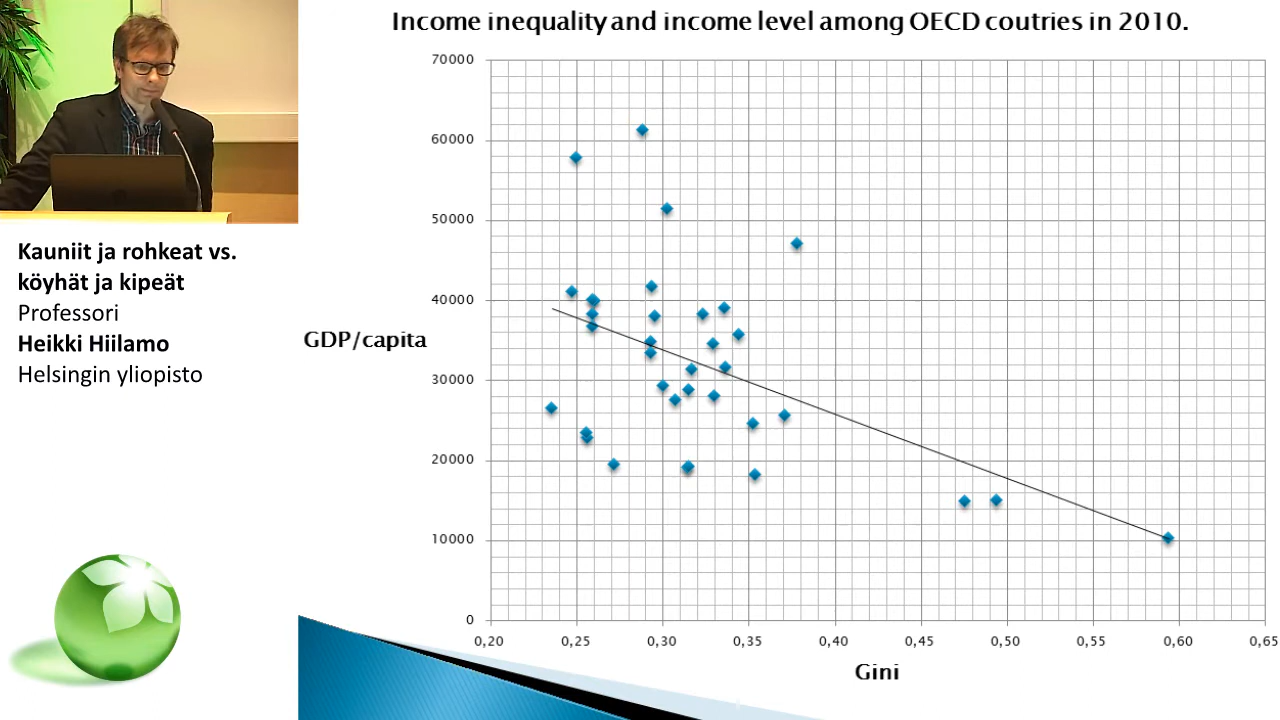 Income inequality and income level among OECD coutries in 2010.
70000
60000
50000
40000
30000
20000
10000
0
GDP/capita
0,20 0,25 0,30 0,35 0,40 0,45 0,50 0,55 0,60 0,65
Gini
Kauniit ja rohkeat vs.
köyhät ja kipeät
Professori
Heikki Hiilamo
Helsingin yliopisto